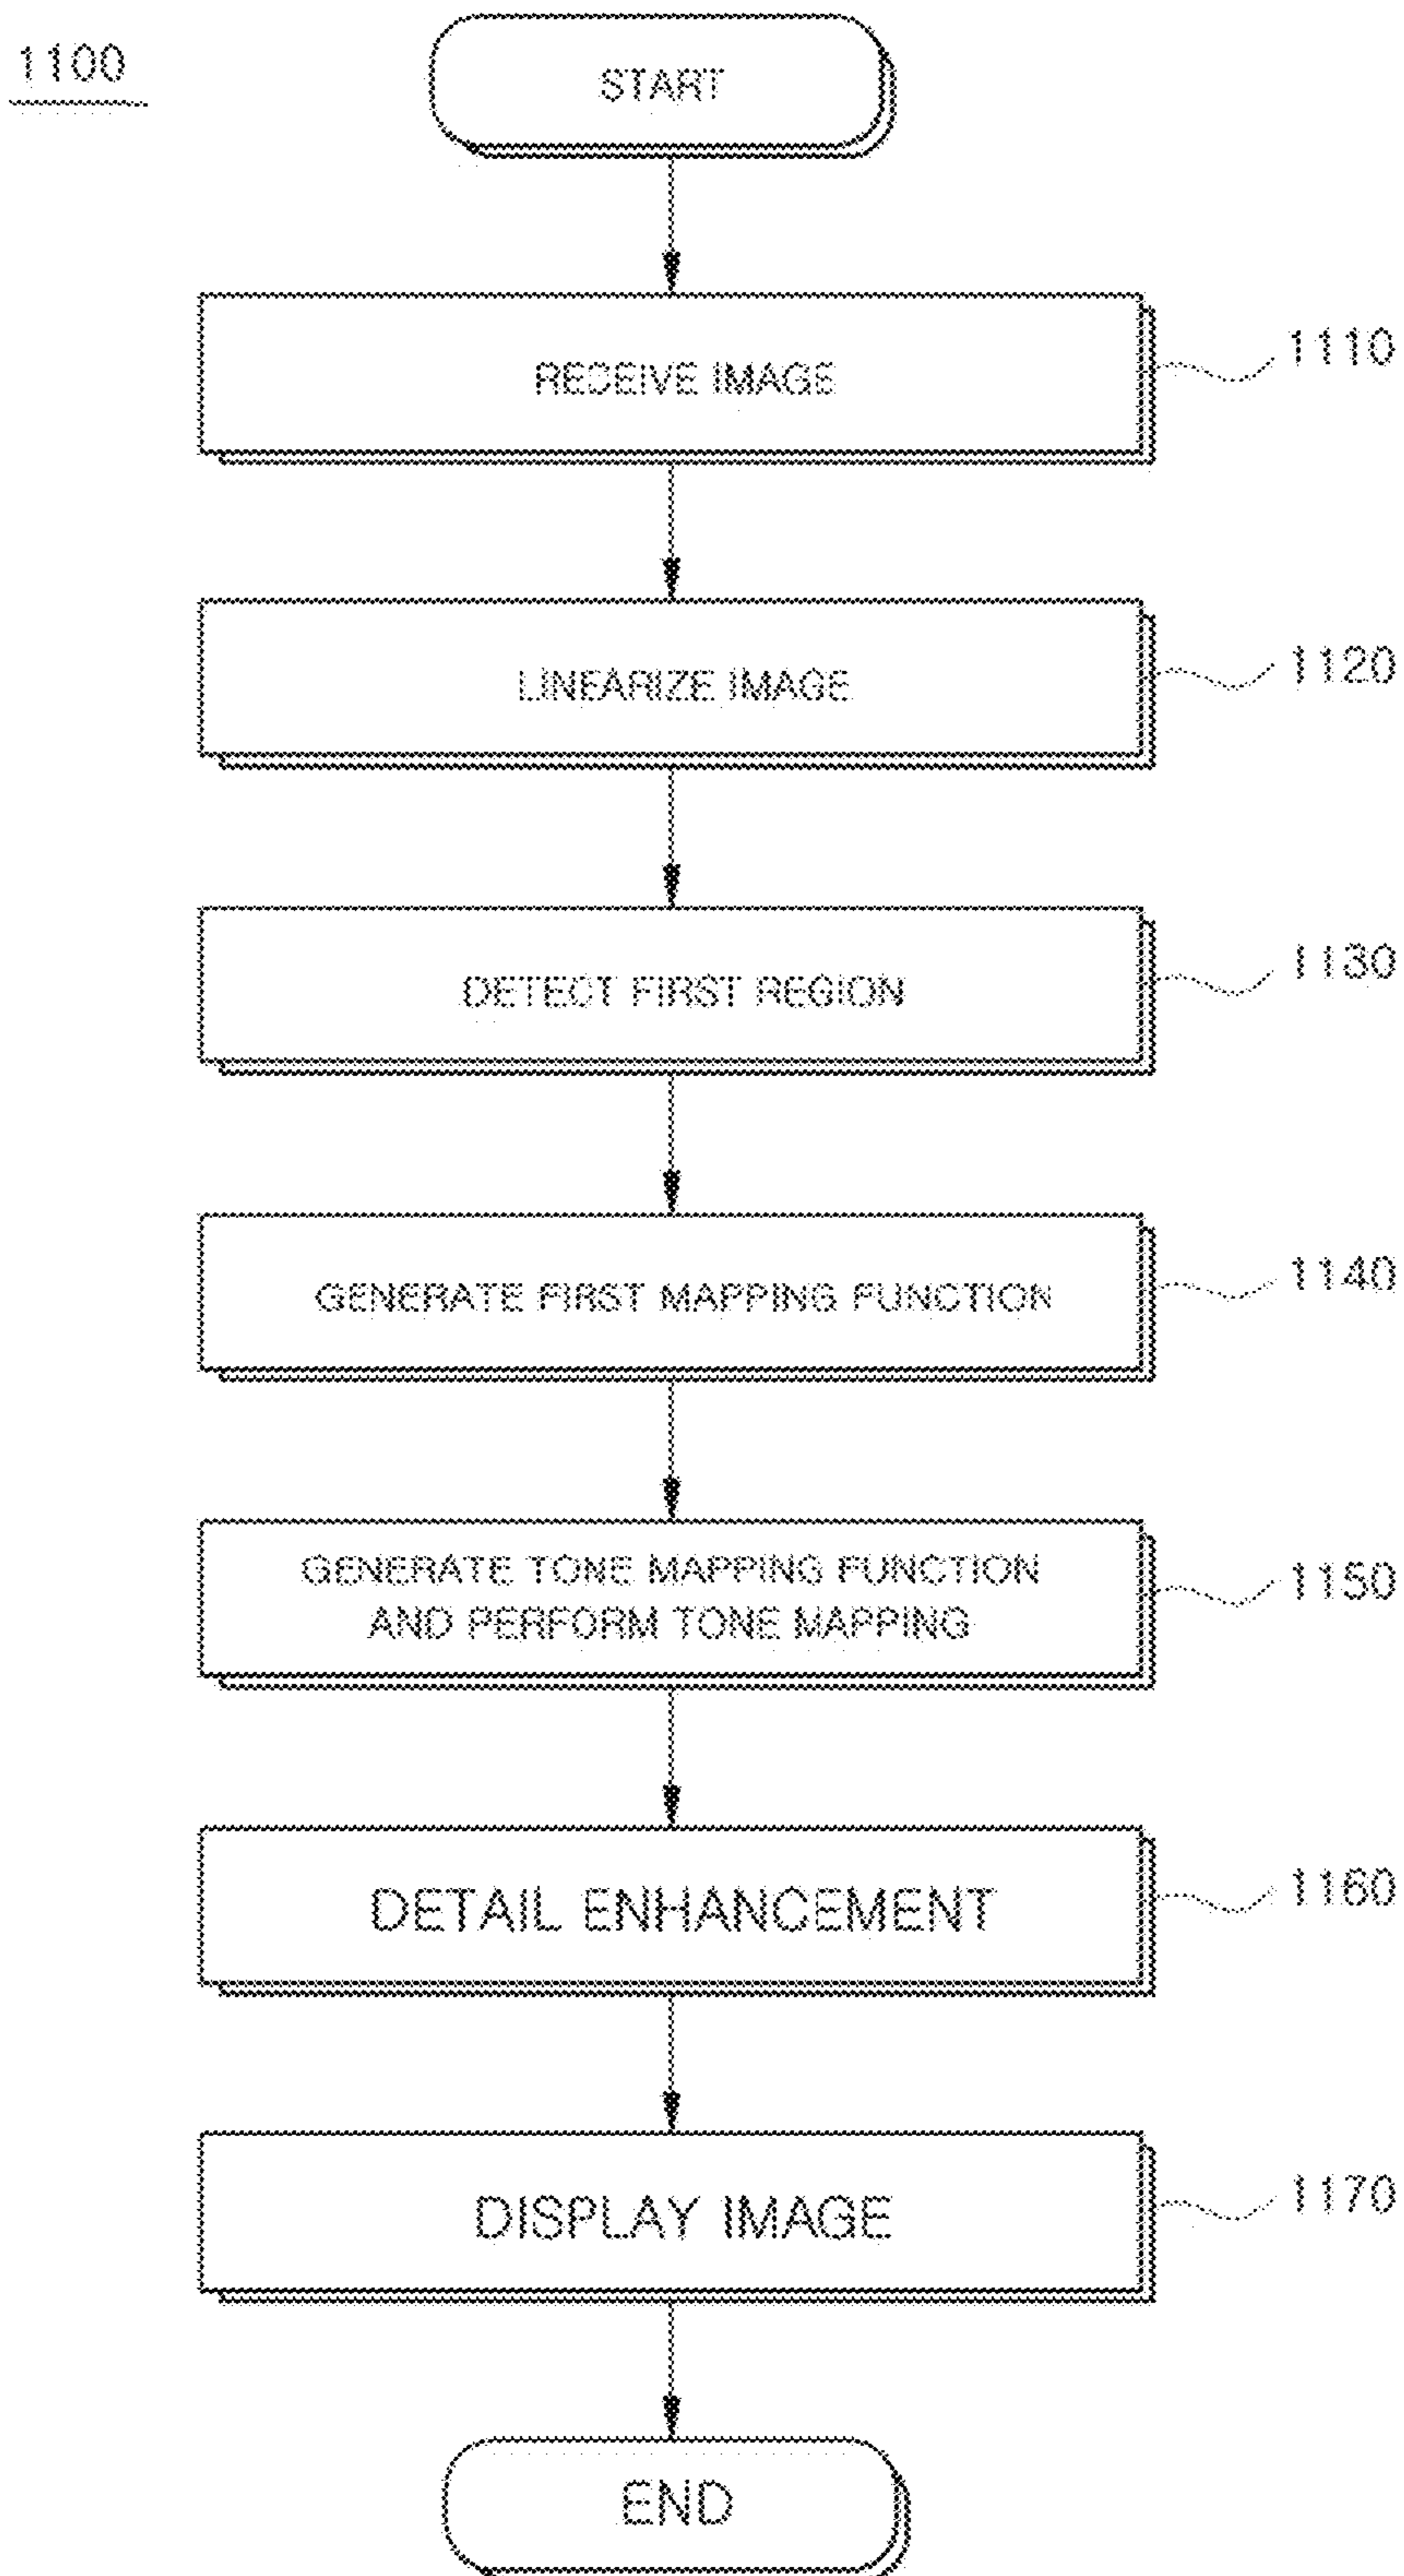 1100
START
RECEIVE IMAGE
1110
LINEARIZE IMAGE
1120
DETECT FIRST REGION
1130
GENERATE FIRST MAPPING FUNCTION
1140
GENERATE TONE MAPPING FUNCTION
AND PERFORM TONE MAPPING
1150
DETAIL ENHANCEMENT
1160
DISPLAY IMAGE
1170
END